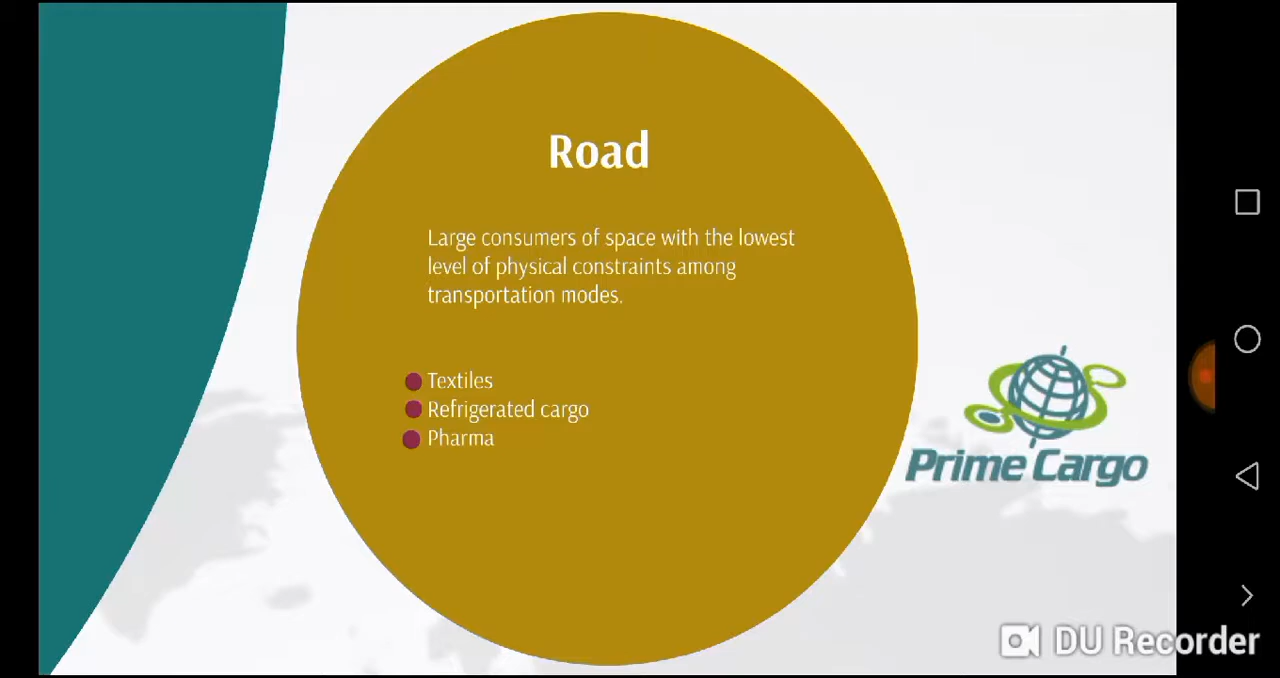 Road
Large consumers of space with the lowest
level of physical constraints among
transportation modes.
Textiles
Refrigerated cargo
Pharma
Prime Cargo
DU Recorder